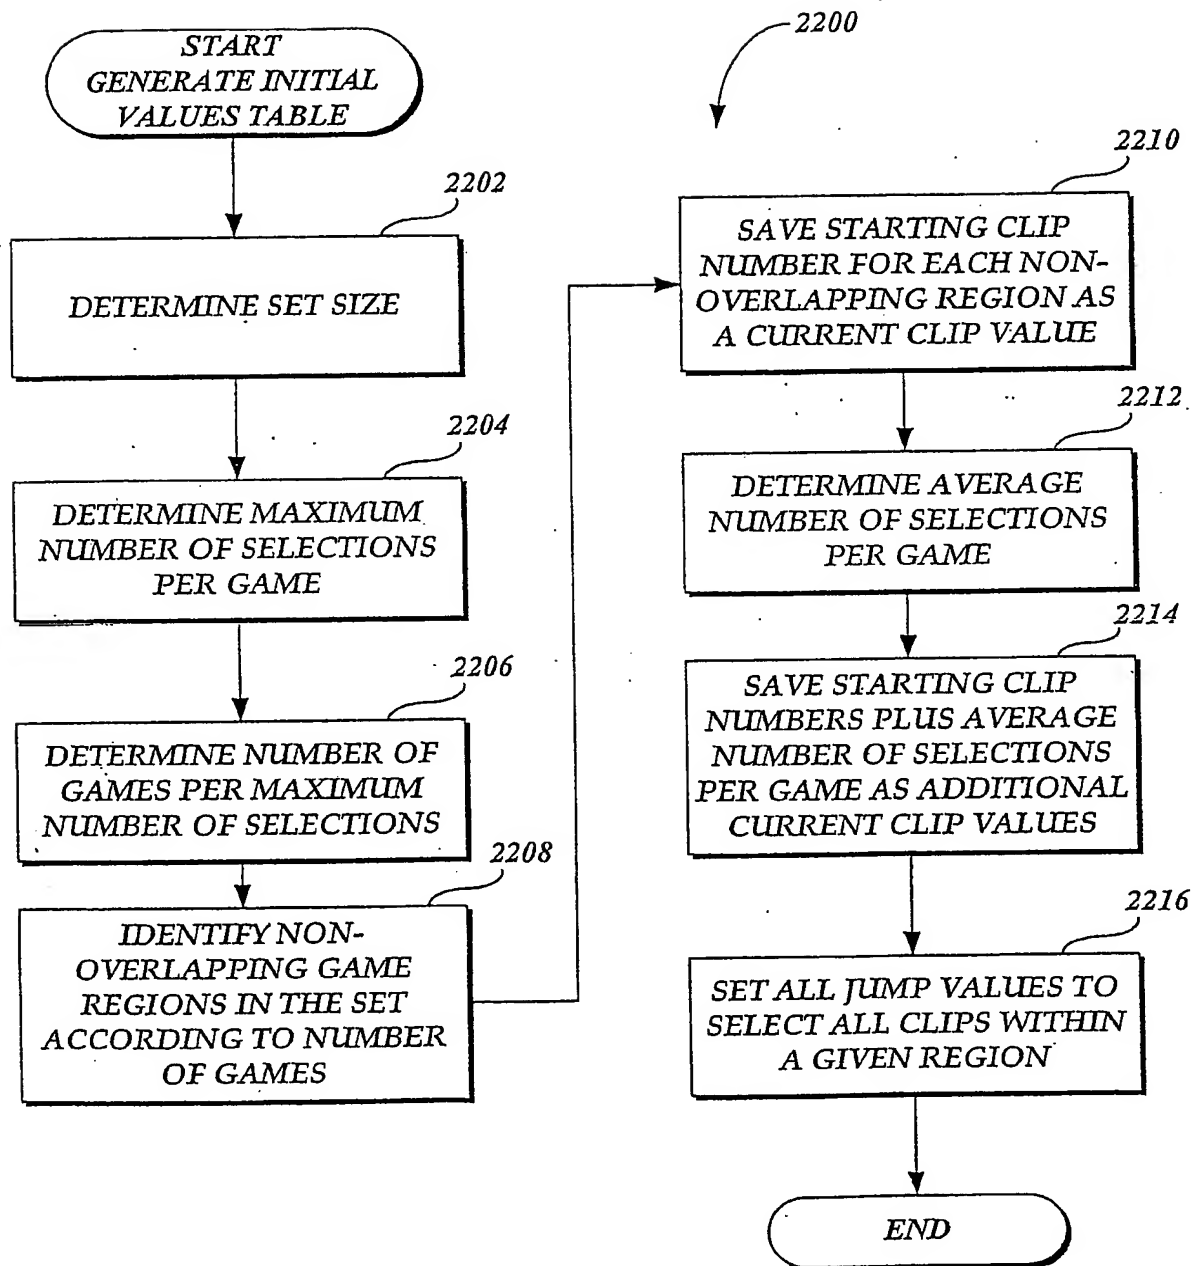 START
GENERATE INITIAL
VALUES TABLE
2202
DETERMINE SET SIZE
2204
DETERMINE MAXIMUM
NUMBER OF SELECTIONS
PER GAME
2206
DETERMINE NUMBER OF
GAMES PER MAXIMUM
NUMBER OF SELECTIONS
2208
IDENTIFY NON-
OVERLAPPING GAME
REGIONS IN THE SET
ACCORDING TO NUMBER
OF GAMES
2200
2210
SAVE STARTING CLIP
NUMBER FOR EACH NON-
OVERLAPPING REGION AS
A CURRENT CLIP VALUE
2212
DETERMINE AVERAGE
NUMBER OF SELECTIONS
PER GAME
2214
SAVE STARTING CLIP
NUMBERS PLUS AVERAGE
NUMBER OF SELECTIONS
PER GAME AS ADDITIONAL
CURRENT CLIP VALUES
2216
SET ALL JUMP VALUES TO
SELECT ALL CLIPS WITHIN
A GIVEN REGION
END